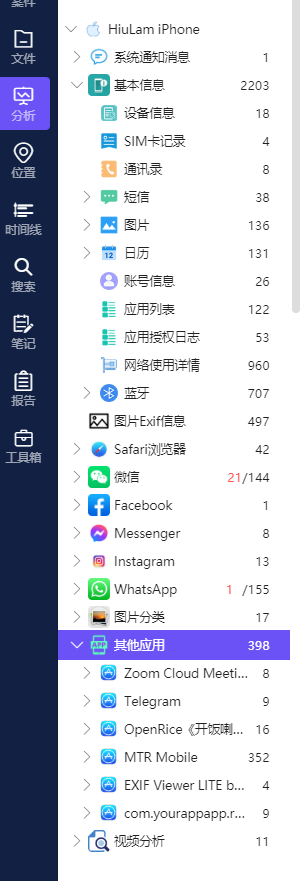 案件
文件
分析
位置
时间线
搜索
笔记
报告
工具箱
HiuLam iPhone
系统通知消息 1
基本信息 2203
设备信息 18
SIM卡记录 4
通讯录 8
短信 38
图片 136
日历 131
账号信息 26
应用列表 122
应用授权日志 53
网络使用详情 960
蓝牙 707
图片Exif信息 497
Safari浏览器 42
微信 21/144
Facebook 1
Messenger 8
Instagram 13
WhatsApp 1 /155
图片分类 17
其他应用 398
Zoom Cloud Meeti... 8
Telegram 9
OpenRice《开饭喇... 16
MTR Mobile 352
EXIF Viewer LITE b... 4
com.yourappapp.r... 9
视频分析 11